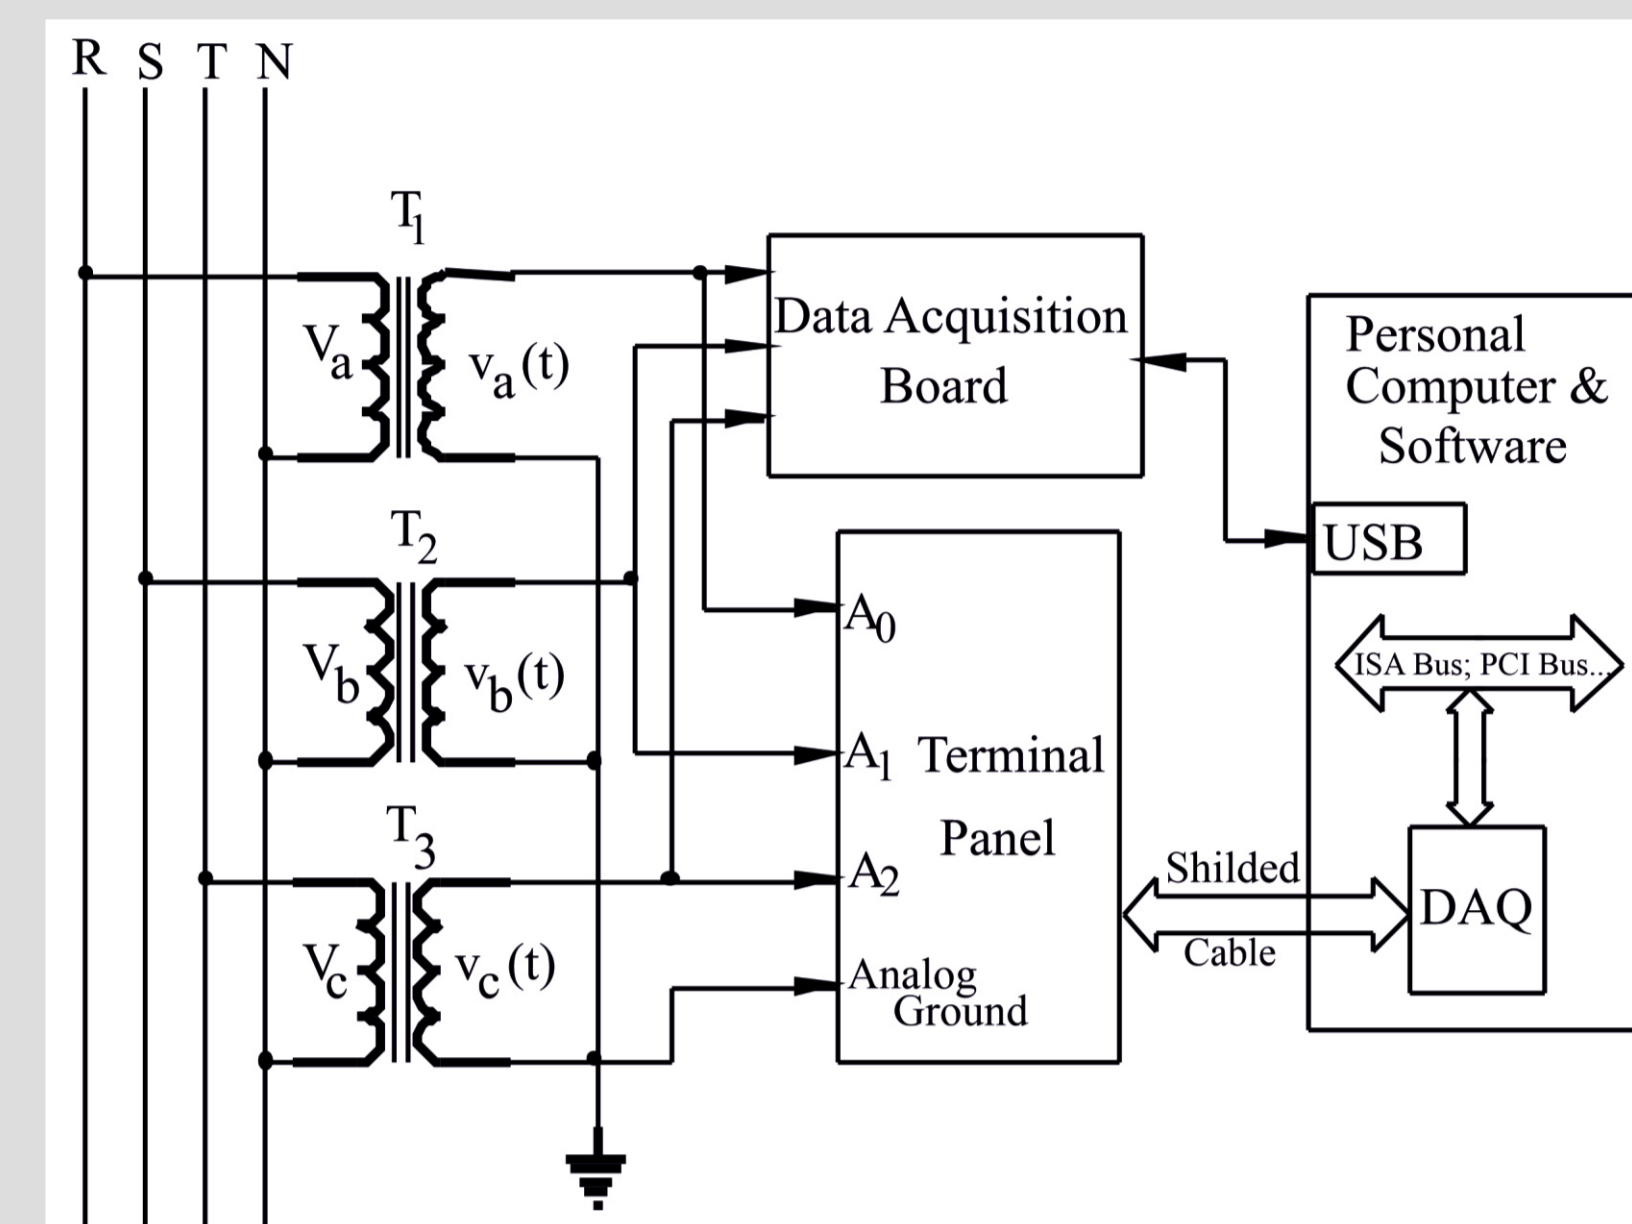 R S T N
T1
Va
va(t)
Data Acquisition
Board
Personal
Computer &
Software
USB
T2
Vb
vb(t)
A0
ISA Bus; PCI Bus...
A1 Terminal
Panel
T3
A2
Shilded
Cable
DAQ
Vc
vc(t)
Analog
Ground